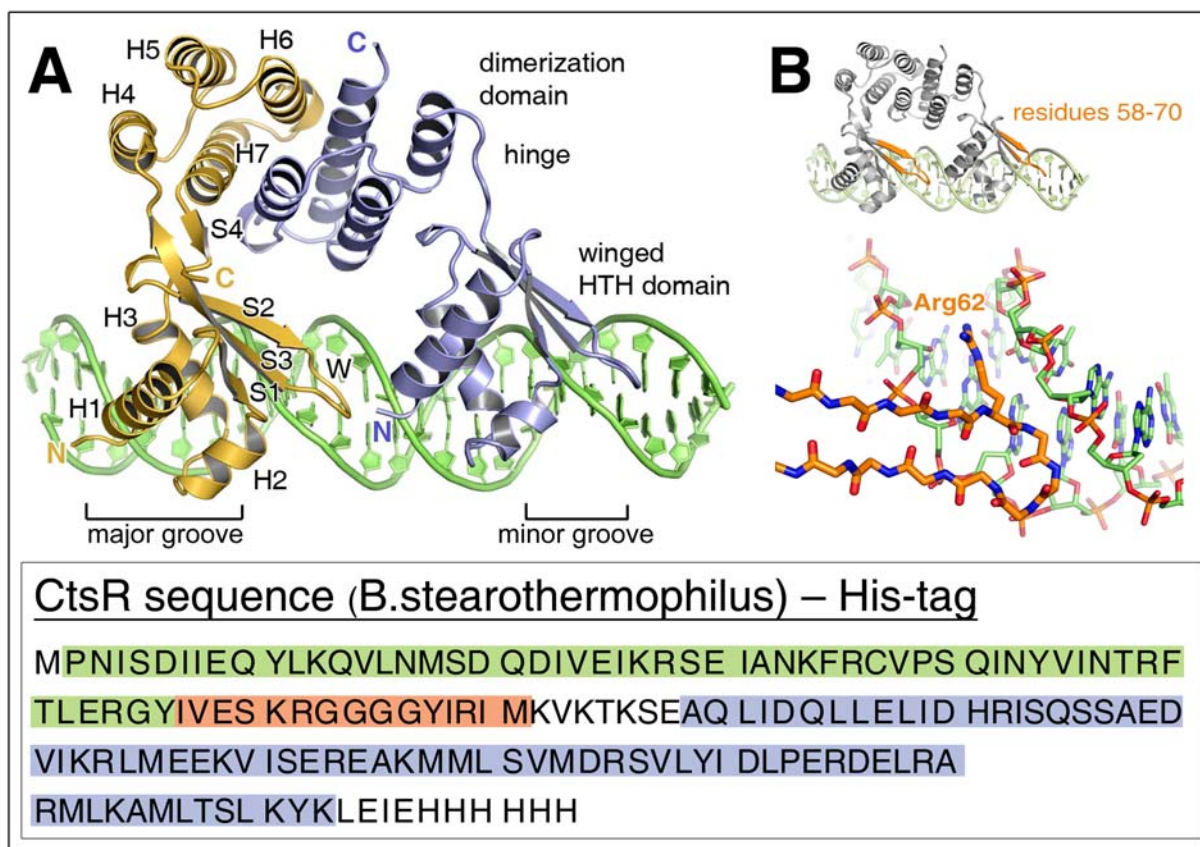 A
H5
H6
C
H4
H7
S4
C
H3
S2
S3
W
S1
H1
N
N
H2
dimerization
domain
hinge
winged
HTH domain
major groove
minor groove
B
residues 58-70
Arg62
CtsR sequence (B.stearothermophilus) – His-tag
MPNISDIIEQ YLKQVLNMSD QDIVEIKRSE IANKFRCVPS QINYVINTRF
TLERGYIVES KRGGGGYIRI MKVKTKSEAQ LIDQLLELID HRISQSSAED
VIKRLMEEKV ISEREAKMML SVMDRSVLYI DLPERDELRA
RMLKAMLTSL KYKLEIEHHH HHH